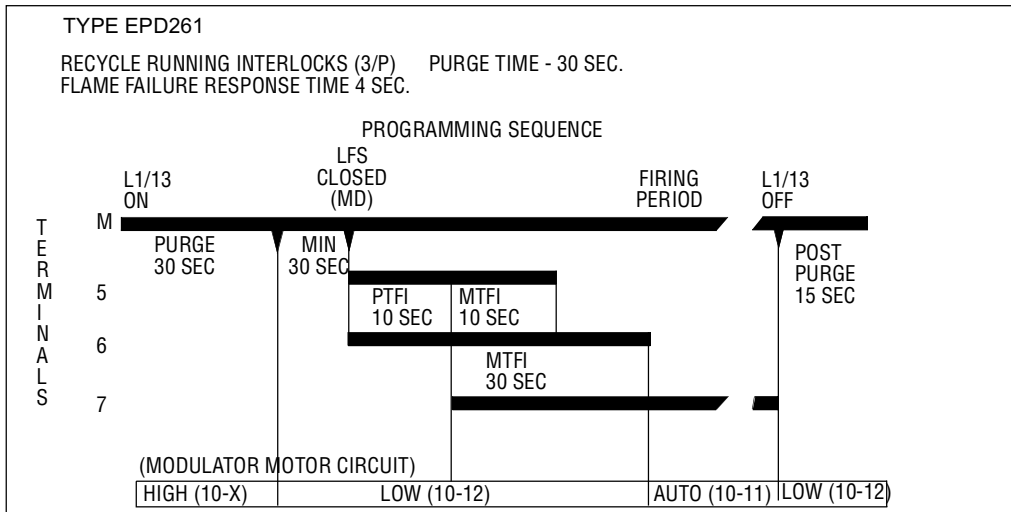 TYPE EPD261
RECYCLE RUNNING INTERLOCKS (3/P) PURGE TIME - 30 SEC.
FLAME FAILURE RESPONSE TIME 4 SEC.
PROGRAMMING SEQUENCE
L1/13
ON
LFS
CLOSED
(MD)
FIRING
PERIOD
L1/13
OFF
TERMINALS
M
PURGE
30 SEC
MIN
30 SEC
POST
PURGE
15 SEC
5
PTFI
10 SEC
MTFI
10 SEC
6
MTFI
30 SEC
7
(MODULATOR MOTOR CIRCUIT)
HIGH (10-X) LOW (10-12) AUTO (10-11) LOW (10-12)